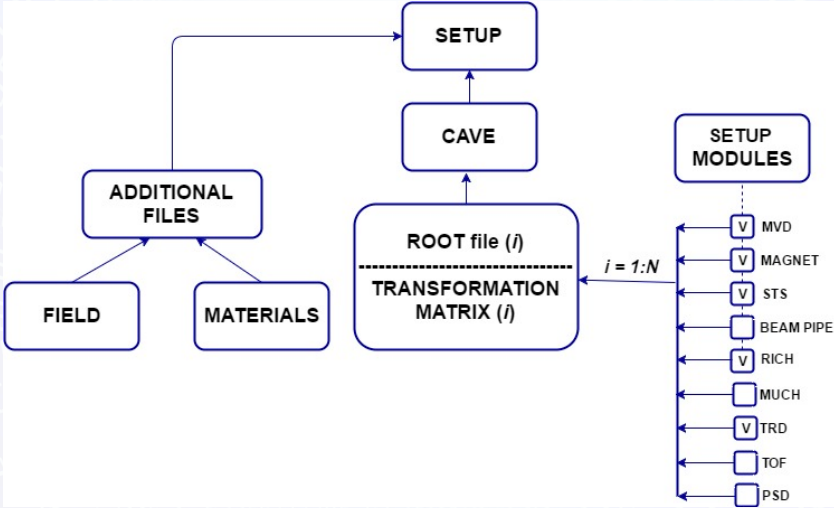 SETUP
CAVE
SETUP
MODULES
ADDITIONAL
FILES
ROOT file (i)
TRANSFORMATION
MATRIX (i)
i = 1:N
FIELD
MATERIALS
V MVD
V MAGNET
V STS
BEAM PIPE
V RICH
MUCH
V TRD
TOF
PSD